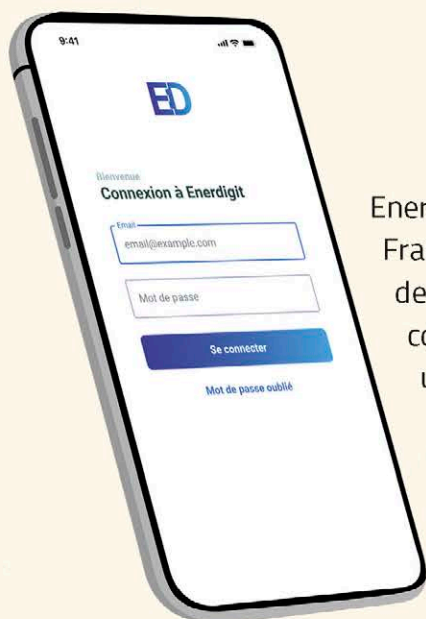 9:41
ED
Bienvenue
Connexion à Enerdigit
Email
email@example.com
Mot de passe
Se connecter
Mot de passe oublié
Ener
Fra
de
co
u